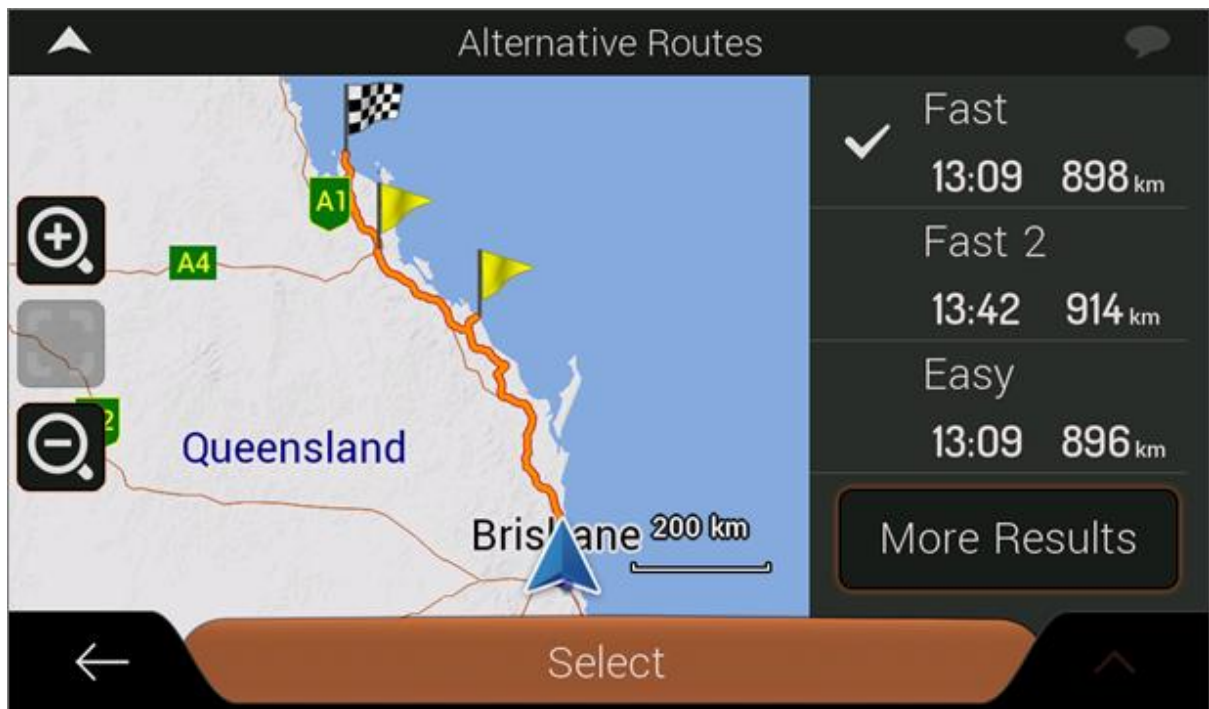 Alternative Routes
A1
A4
2
Queensland
Brisbane
200 km
Fast
13:09 898 km
Fast 2
13:42 914 km
Easy
13:09 896 km
More Results
Select